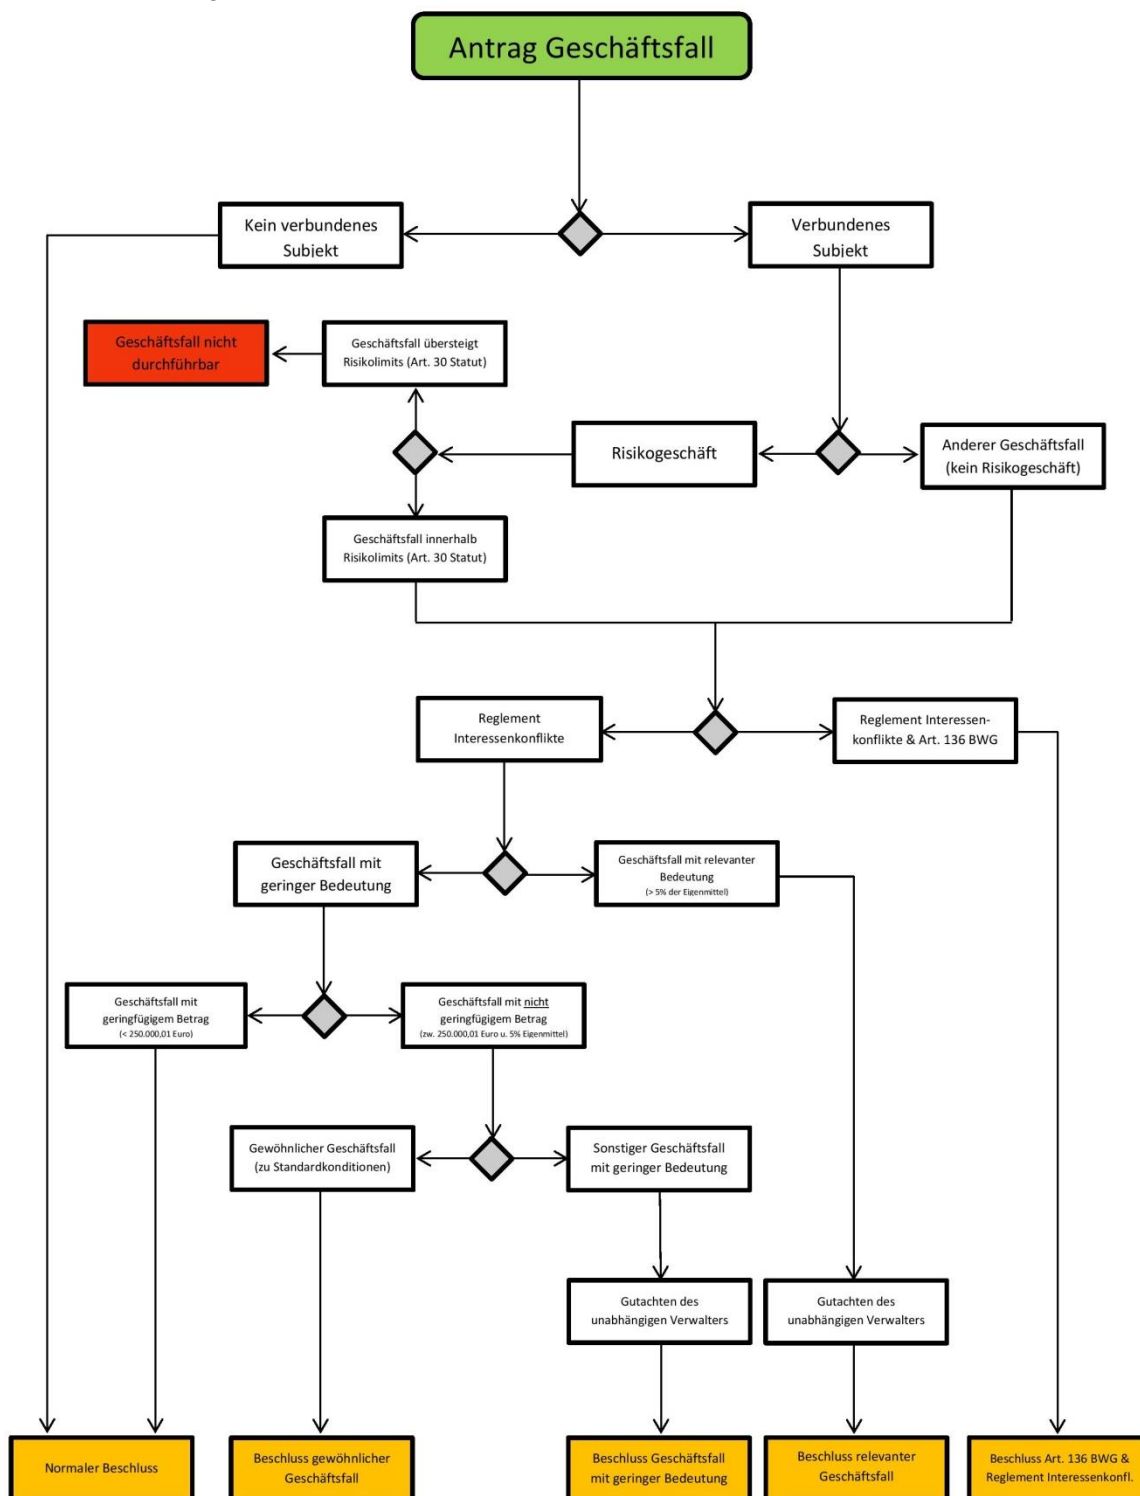 Antrag Geschäftsfall
Kein verbundenes
Subjekt
Verbundenes
Subjekt
Geschäftsfall nicht
durchführbar
Geschäftsfall übersteigt
Risikolimits (Art. 30 Statut)
Risikogeschäft
Anderer Geschäftsfall
(kein Risikogeschäft)
Geschäftsfall innerhalb
Risikolimits (Art. 30 Statut)
Reglement
Interessenkonflikte
Reglement Interessen-
konflikte & Art. 136 BWG
Geschäftsfall mit
geringer Bedeutung
Geschäftsfall mit relevanter
Bedeutung
(> 5% der Eigenmittel)
Geschäftsfall mit
geringfügigem Betrag
(< 250.000,01 Euro)
Geschäftsfall mit nicht
geringfügigem Betrag
(zw. 250.000,01 Euro u. 5% Eigenmittel)
Gewöhnlicher Geschäftsfall
(zu Standardkonditionen)
Sonstiger Geschäftsfall
mit geringer Bedeutung
Gutachten des
unabhängigen Verwalters
Gutachten des
unabhängigen Verwalters
Normaler Beschluss
Beschluss gewöhnlicher
Geschäftsfall
Beschluss Geschäftsfall
mit geringer Bedeutung
Beschluss relevanter
Geschäftsfall
Beschluss Art. 136 BWG &
Reglement Interessenkonfl.